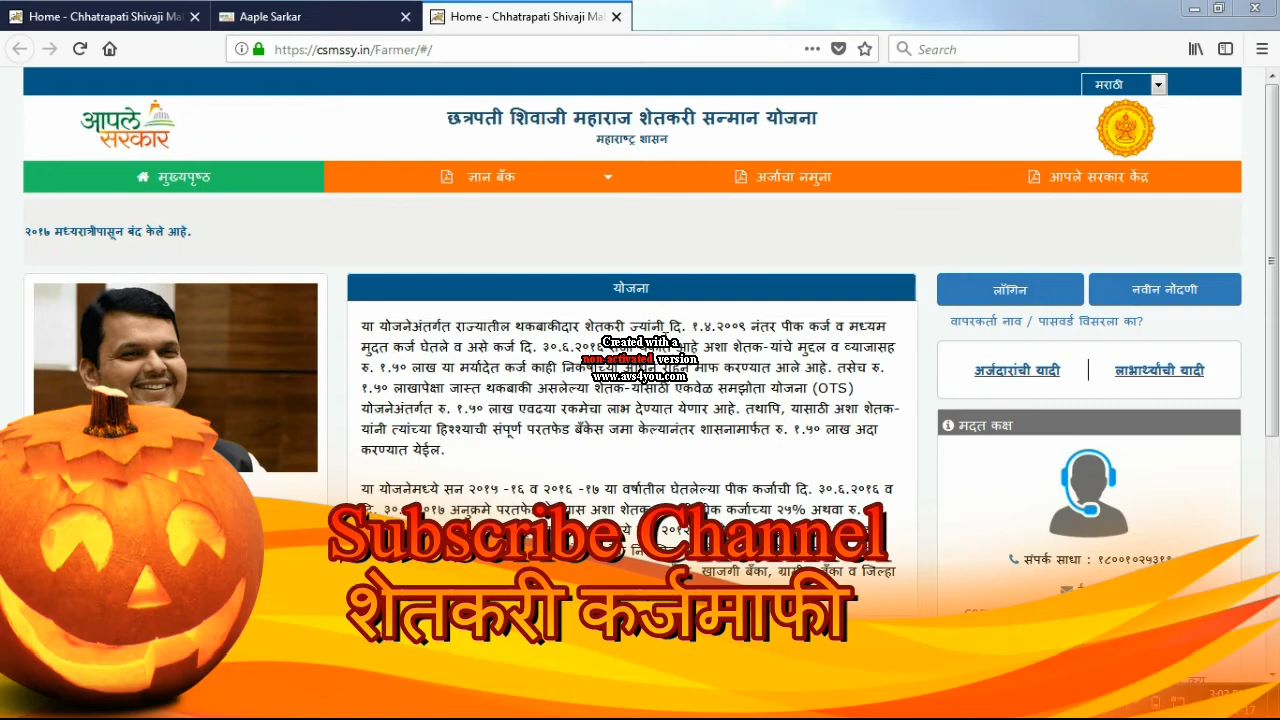 Home - Chhatrapati Shivaji Ma
Aaple Sarkar
Home - Chhatrapati Shivaji Ma
https://csmssy.in/Farmer/#/
Search
मराठी
आपले
सरकार
छत्रपती शिवाजी महाराज शेतकरी सन्मान योजना
महाराष्ट्र शासन
मुख्यपृष्ठ
ज्ञान बँक
अर्जाचा नमुना
आपले सरकार केंद्र
२०१७ मध्यरात्रीपासून बंद केले आहे.
योजना
लॉगिन
नवीन नोंदणी
वापरकर्ता नाव / पासवर्ड विसरला का?
अर्जदारांची यादी
लाभार्थ्यांची यादी
या योजनेअंतर्गत राज्यातील थकबाकीदार शेतकरी ज्यांनी दि. १.४.२००९ नंतर पीक कर्ज व मध्यम
मुदत कर्ज घेतले व असे कर्ज दि. ३०.६.२०१६ आहे अशा शेतक-यांचे मुद्दल व व्याजासह
रु. १.५० लाख या मर्यादेत कर्ज काही माफ करण्यात आले आहे. तसेच रु.
१.५० लाखापेक्षा जास्त थकबाकी असलेल्या शेतक-यांसाठी एकवेळ समझोता योजना (OTS)
योजनेअंतर्गत रु. १.५० लाख एवढया रकमेचा लाभ देण्यात येणार आहे. तथापि, यासाठी अशा शेतक-
यांनी त्यांच्या हिश्श्याची संपूर्ण परतफेड बँकेस जमा केल्यानंतर शासनामार्फत रु. १.५० लाख अदा
करण्यात येईल.
Created with a
non-activated version
www.avs4you.com
मदत कक्ष
या योजनेमध्ये सन २०१५ -१६ व २०१६ -१७ या वर्षातील घेतलेल्या पीक कर्जाची दि. ३०.६.२०१६ व
अनुक्रमे पीक कर्जाच्या २५% अथवा रु.
खाजगी बँका, ग्रामीण बँका व जिल्हा
संपर्क साधा : १८००१०२५३११
Subscribe Channel
शेतकरी कर्जमाफी